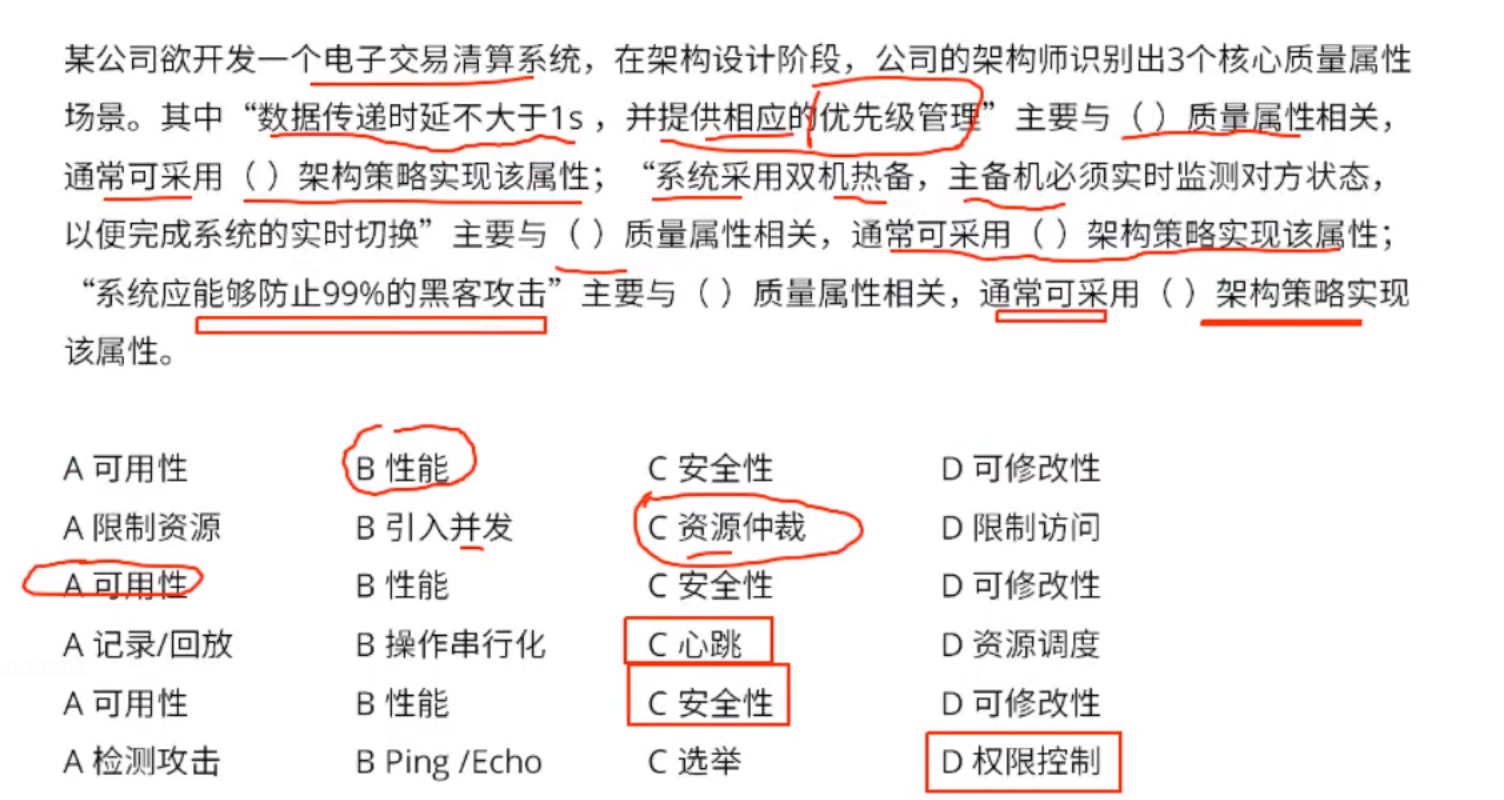 某公司欲开发一个电子交易清算系统，在架构设计阶段，公司的架构师识别出3个核心质量属性
场景。其中“数据传递时延不大于1s ，并提供相应的优先级管理”主要与（ ）质量属性相关，
通常可采用（ ）架构策略实现该属性；“系统采用双机热备，主备机必须实时监测对方状态，
以便完成系统的实时切换”主要与（ ）质量属性相关，通常可采用（ ）架构策略实现该属性；
“系统应能够防止99%的黑客攻击”主要与（ ）质量属性相关，通常可采用（ ）架构策略实现
该属性。
A 可用性 B 性能 C 安全性 D 可修改性
A 限制资源 B 引入并发 C 资源仲裁 D 限制访问
A 可用性 B 性能 C 安全性 D 可修改性
A 记录/回放 B 操作串行化 C 心跳 D 资源调度
A 可用性 B 性能 C 安全性 D 可修改性
A 检测攻击 B Ping /Echo C 选举 D 权限控制